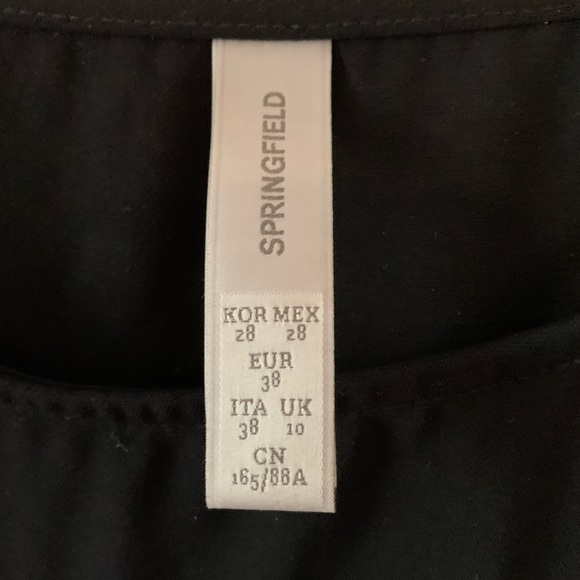 SPRINGFIELD
KOR MEX
28 28
EUR
38
ITA UK
38 10
CN
165/88A